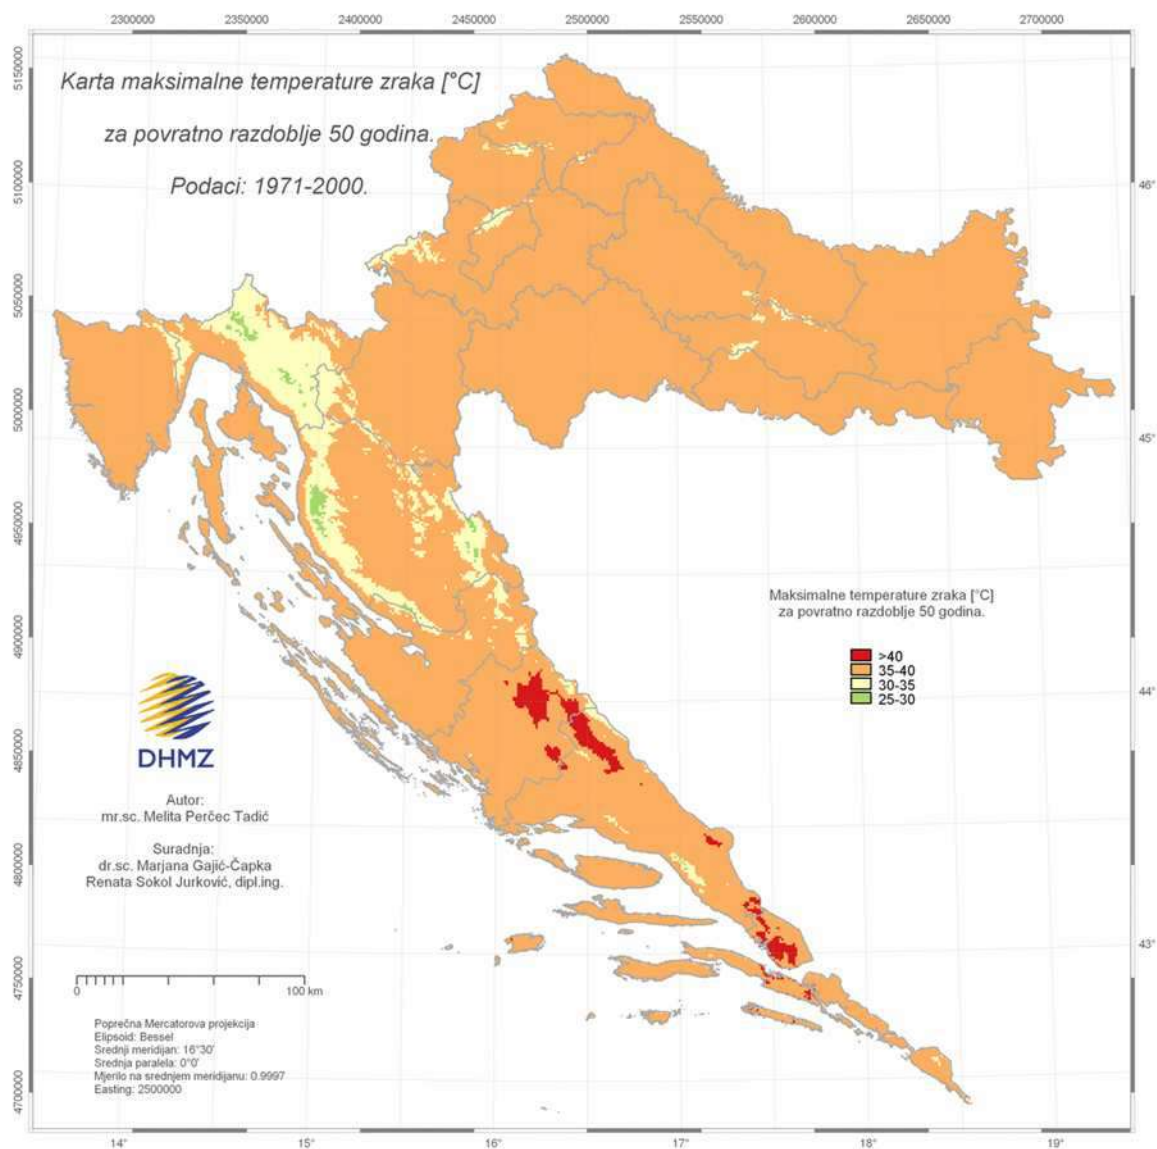 2300000 2350000 2400000 2450000 2500000 2550000 2600000 2650000 2700000
Karta maksimalne temperature zraka [°C]
za povratno razdoblje 50 godina.
Podaci: 1971-2000.
5150000
5100000
5050000
5000000
4950000
4900000
4850000
4800000
4750000
4700000
46°
45°
44°
43°
Maksimalne temperature zraka [°C]
za povratno razdoblje 50 godina.
>40
35-40
30-35
25-30
DHMZ
Autor:
mr.sc. Melita Perčec Tadić
Suradnja:
dr.sc. Marjana Gajić-Čapka
Renata Sokol Jurković, dipl.ing.
0 100 km
Poprečna Mercatorova projekcija
Elipsoid: Bessel
Srednji meridijan: 16°30'
Srednja paralela: 0°0'
Mjerilo na srednjem meridijanu: 0.9997
Easting: 2500000
14° 15° 16° 17° 18° 19°